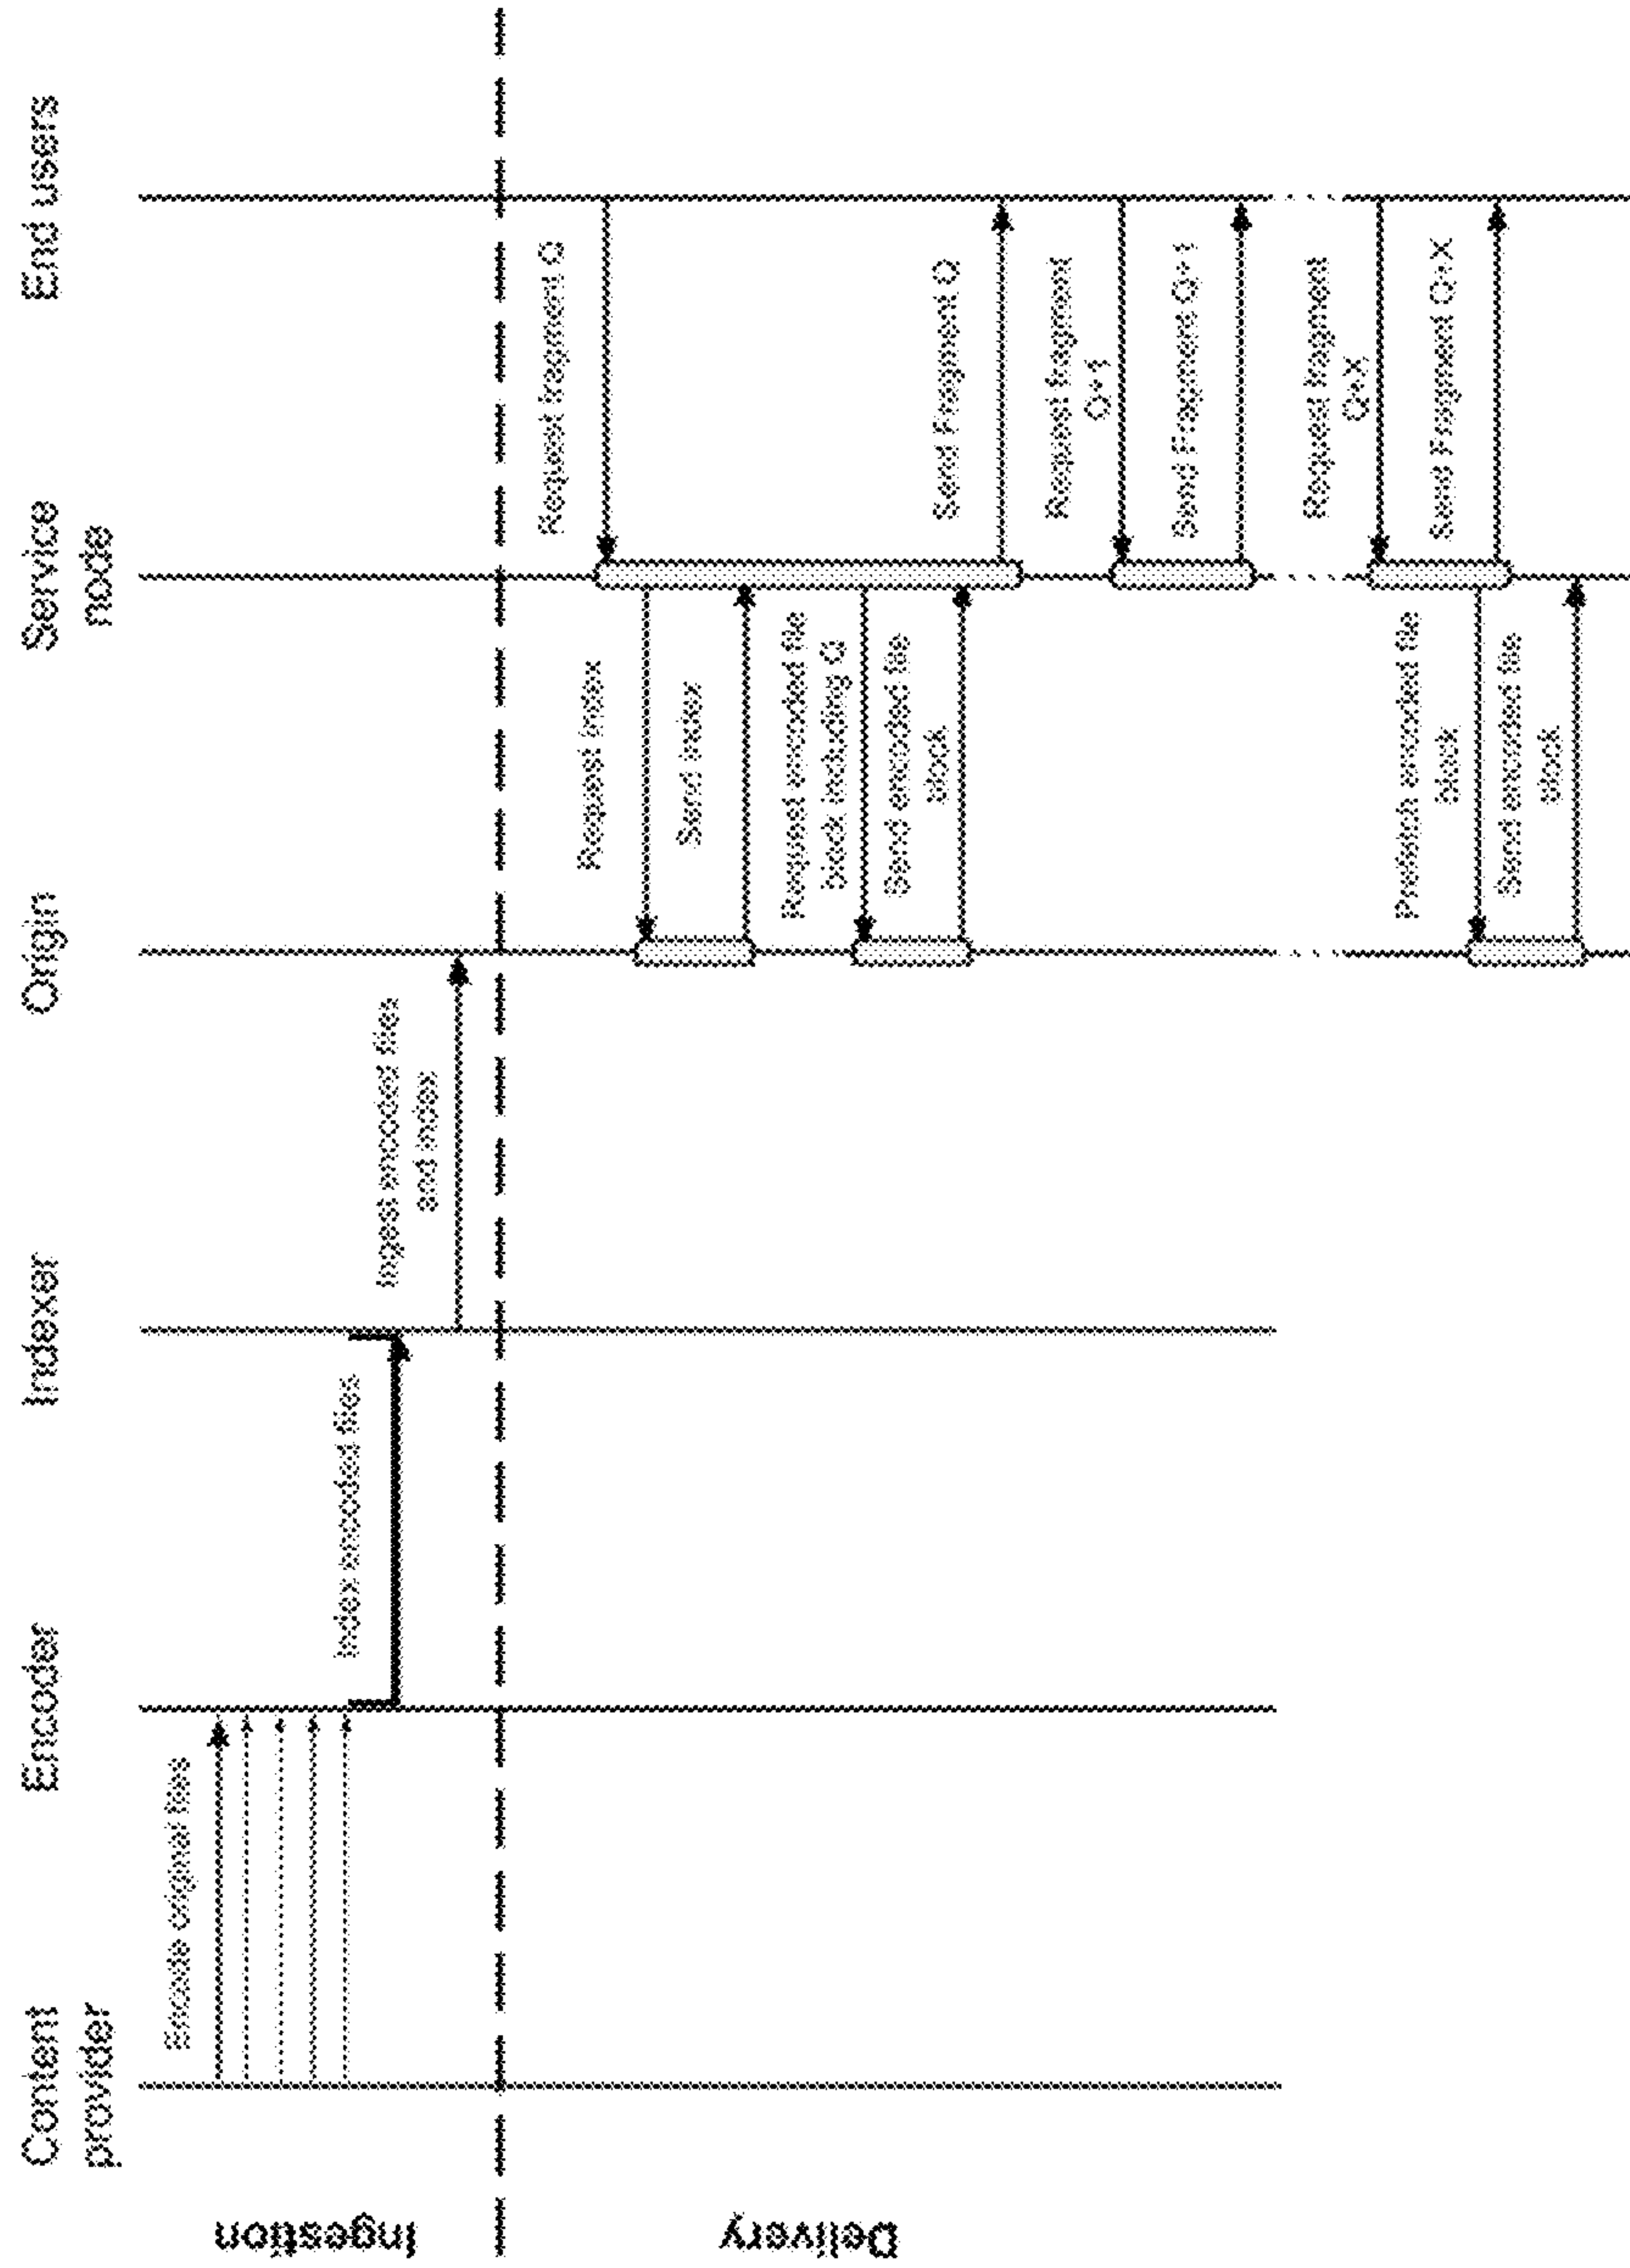 Content
provider
Encoder
Indexer
Origin
Service
node
End users
Ingestion
Encode original files
Index encoded files
Ingest encoded files
and index
Delivery
Request fragment Q
Request index
Send index
Request encoded file
block including Q
Send encoded file
block
Send Fragment Q
Request fragment
Q+1
Send Fragment Q+1
Request fragment
Q+X
Prefetch encoded file
block
Send Fragment Q+X
Send encoded file
block